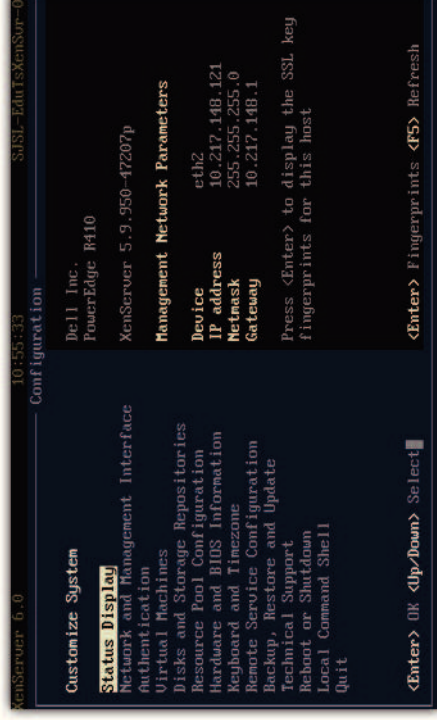 XenServer 6.0 10:55:33 SJSL-EduTsXenSvr-0
Configuration
Customize System
Status Display
Network and Management Interface
Authentication
Virtual Machines
Disks and Storage Repositories
Resource Pool Configuration
Hardware and BIOS Information
Keyboard and Timezone
Remote Service Configuration
Backup, Restore and Update
Technical Support
Reboot or Shutdown
Local Command Shell
Quit
<Enter> OK <Up/Down> Select
Dell Inc.
PowerEdge R410
XenServer 5.9.950-47207p
Management Network Parameters
Device eth2
IP address 10.217.148.121
Netmask 255.255.255.0
Gateway 10.217.148.1
Press <Enter> to display the SSL key
fingerprints for this host
<Enter> Fingerprints <F5> Refresh